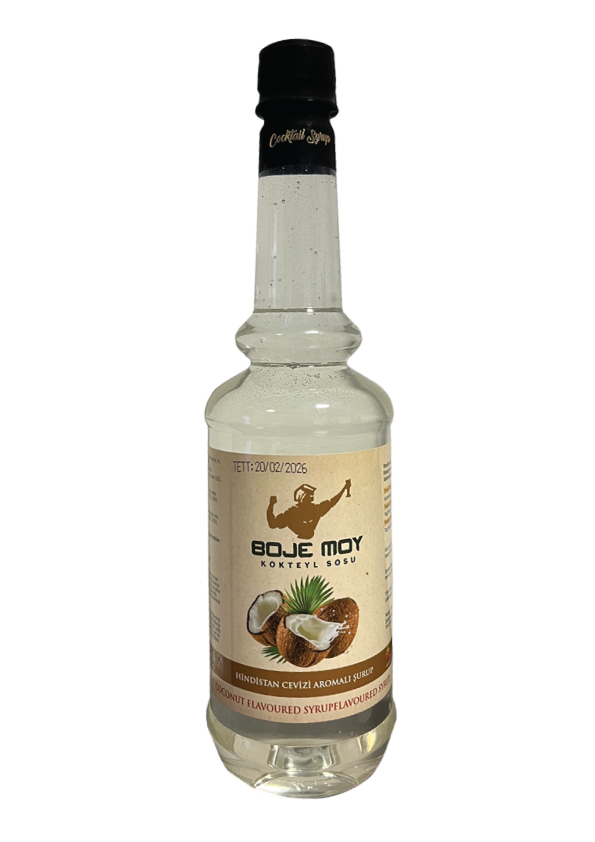 Cocktail Syrup
TETT: 20/02/2026
BOJE MOY
KOKTEYL SOSU
HİNDİSTAN CEVİZİ AROMALI ŞURUP
COCONUT FLAVOURED SYRUPFLAVOURED SYRUP